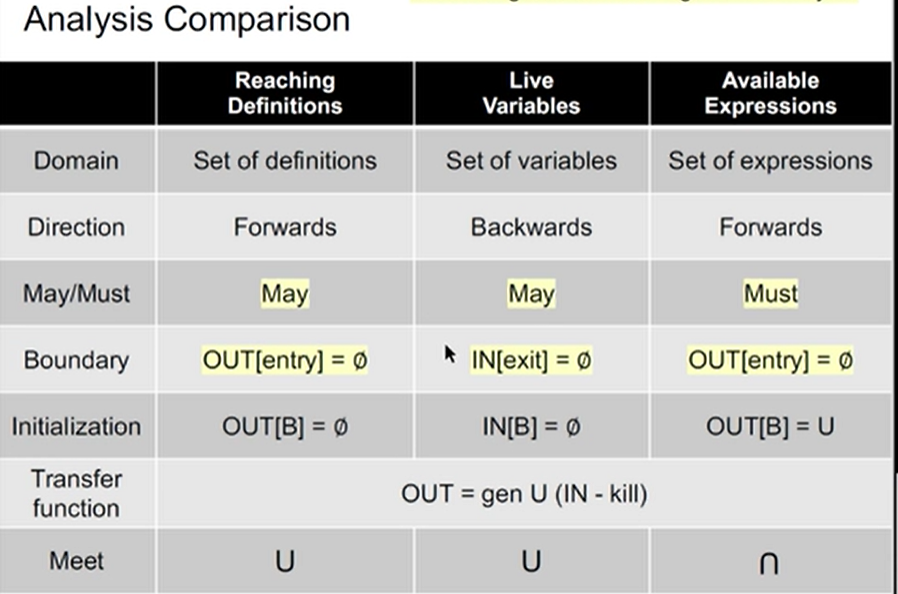 Analysis Comparison
Reaching Definitions	Live Variables	Available Expressions
Domain	Set of definitions	Set of variables	Set of expressions
Direction	Forwards	Backwards	Forwards
May/Must	May	May	Must
Boundary	OUT[entry] = ∅	IN[exit] = ∅	OUT[entry] = ∅
Initialization	OUT[B] = ∅	IN[B] = ∅	OUT[B] = U
Transfer function	OUT = gen U (IN - kill)
Meet	U	U	∩